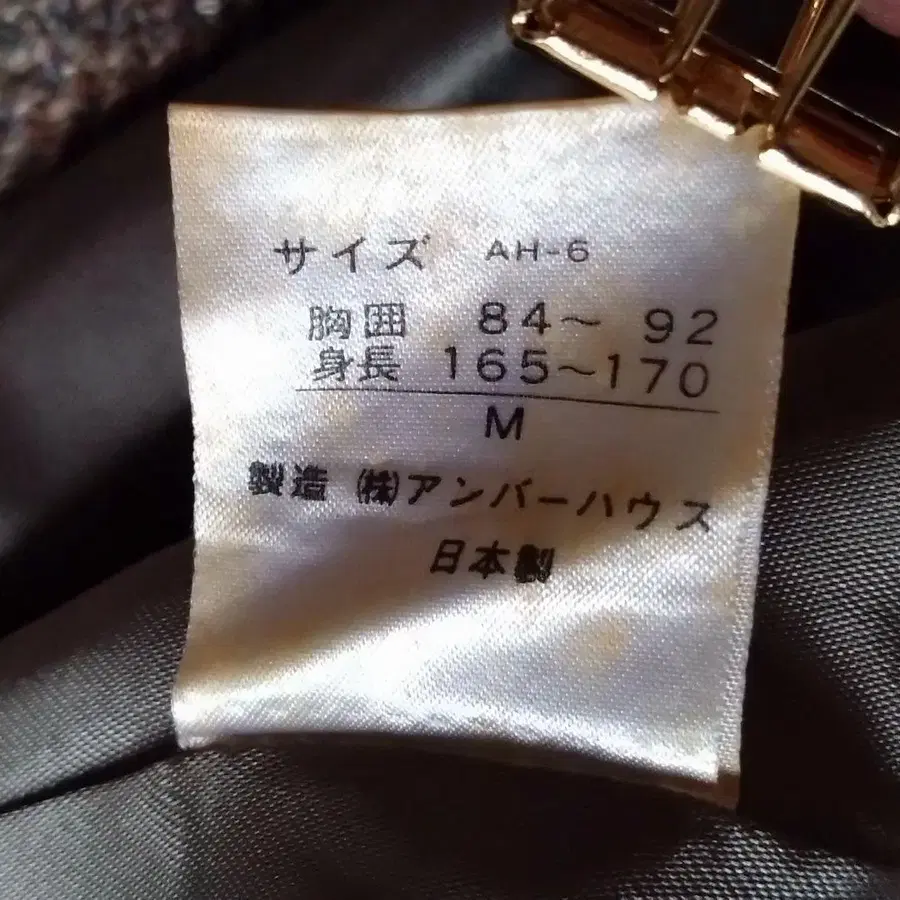 サイズ AH-6
胸囲 84～ 92
身長 165～170
M
製造 ㈱アンバーハウス
日本製